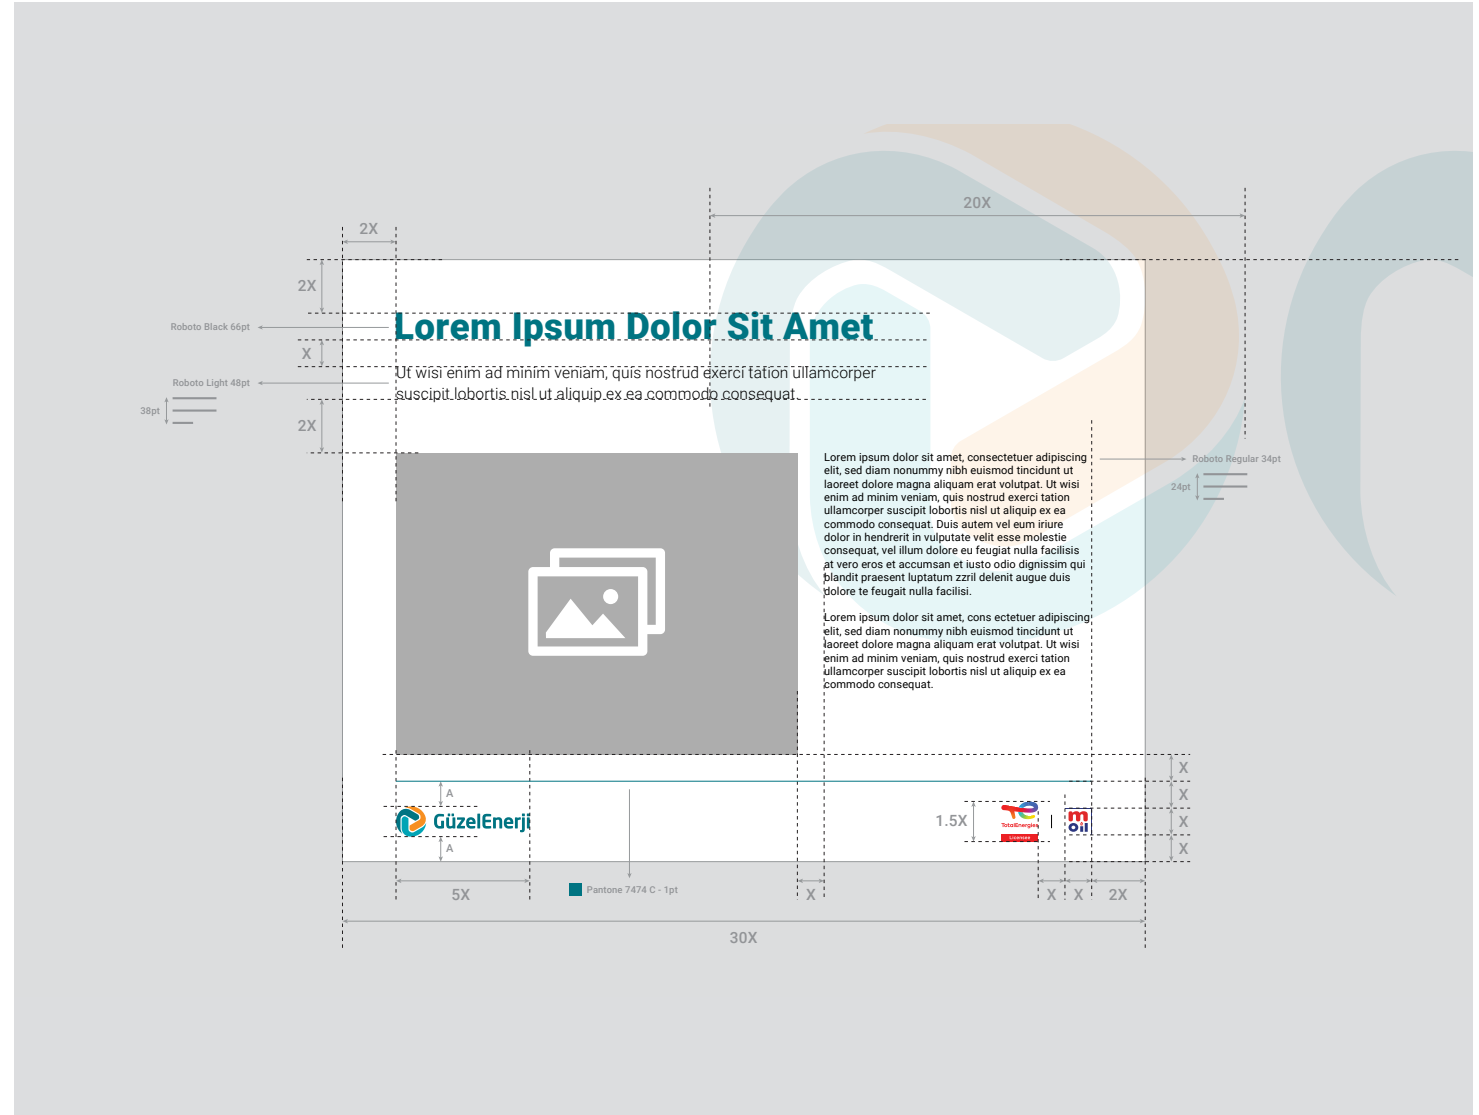 20X
2X
2X
Roboto Black 66pt
Lorem Ipsum Dolor Sit Amet
X
Roboto Light 48pt
38pt
Ut wisi enim ad minim veniam, quis nostrud exerci tation ullamcorper
suscipit lobortis nisl ut aliquip ex ea commodo consequat.
2X
Lorem ipsum dolor sit amet, consectetuer adipiscing
elit, sed diam nonummy nibh euismod tincidunt ut
laoreet dolore magna aliquam erat volutpat. Ut wisi
enim ad minim veniam, quis nostrud exerci tation
ullamcorper suscipit lobortis nisl ut aliquip ex ea
commodo consequat. Duis autem vel eum iriure
dolor in hendrerit in vulputate velit esse molestie
consequat, vel illum dolore eu feugiat nulla facilisis
at vero eros et accumsan et iusto odio dignissim qui
blandit praesent luptatum zzril delenit augue duis
dolore te feugait nulla facilisi.
Lorem ipsum dolor sit amet, cons ectetuer adipiscing
elit, sed diam nonummy nibh euismod tincidunt ut
laoreet dolore magna aliquam erat volutpat. Ut wisi
enim ad minim veniam, quis nostrud exerci tation
ullamcorper suscipit lobortis nisl ut aliquip ex ea
commodo consequat.
Roboto Regular 34pt
24pt
X
X
X
X
A
GüzelEnerji
A
1.5X
TotalEnergies
Licensee
moil
5X
Pantone 7474 C - 1pt
X
X
X
2X
30X